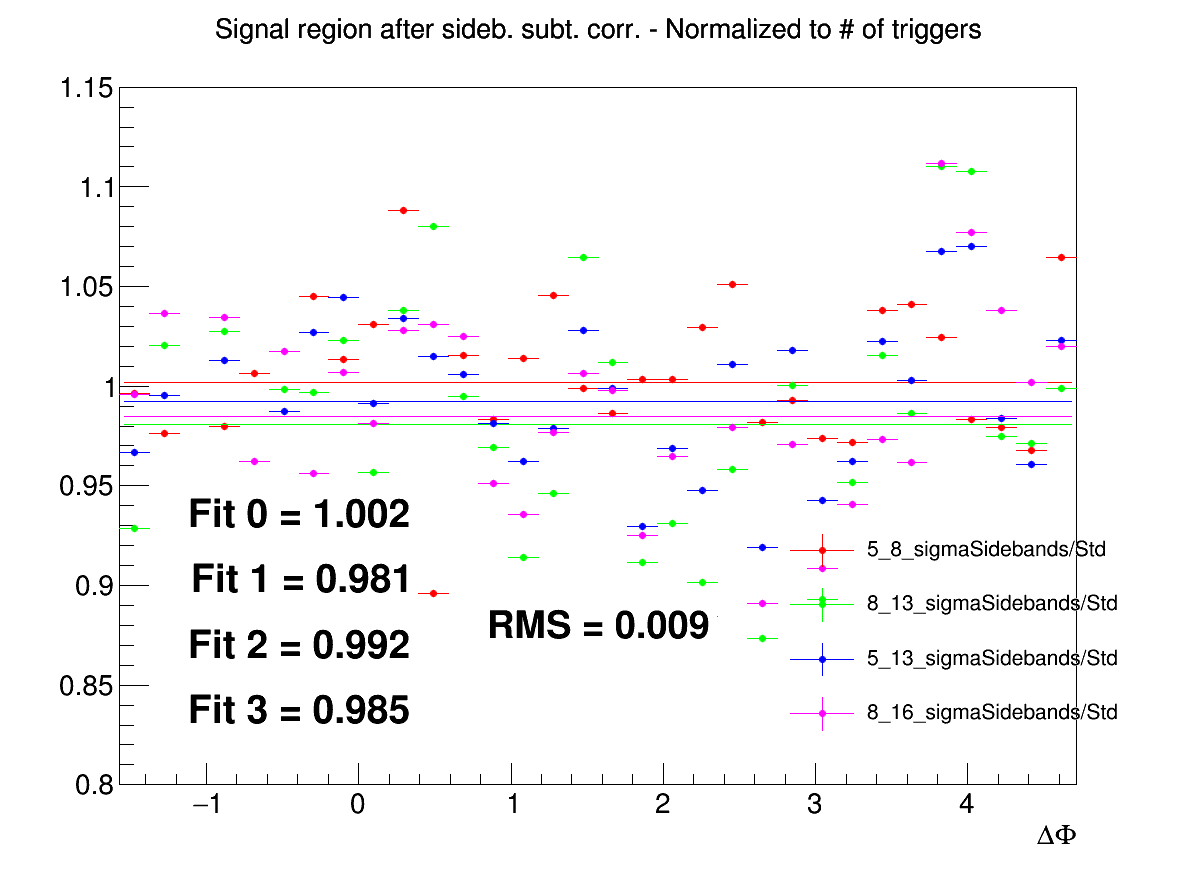 Signal region after sideb. subt. corr. - Normalized to # of triggers
1.15
1.1
1.05
1
0.95
0.9
0.85
0.8
Fit 0 = 1.002
Fit 1 = 0.981
Fit 2 = 0.992
Fit 3 = 0.985
RMS = 0.009
5_8_sigmaSidebands/Std
8_13_sigmaSidebands/Std
5_13_sigmaSidebands/Std
8_16_sigmaSidebands/Std
−1 0 1 2 3 4
ΔΦ